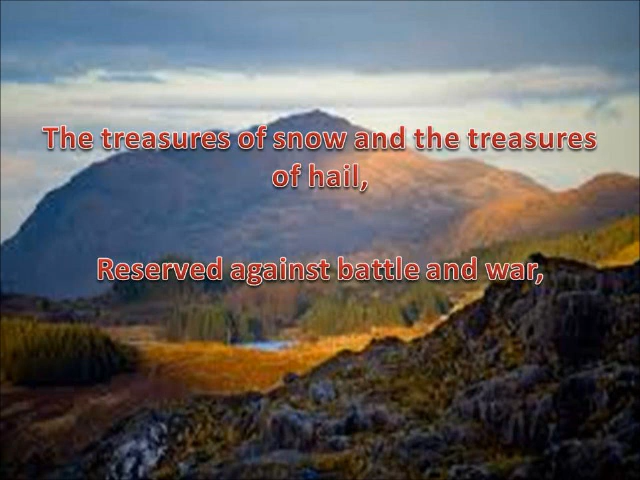 The treasures of snow and the treasures
of hail,
Reserved against battle and war,